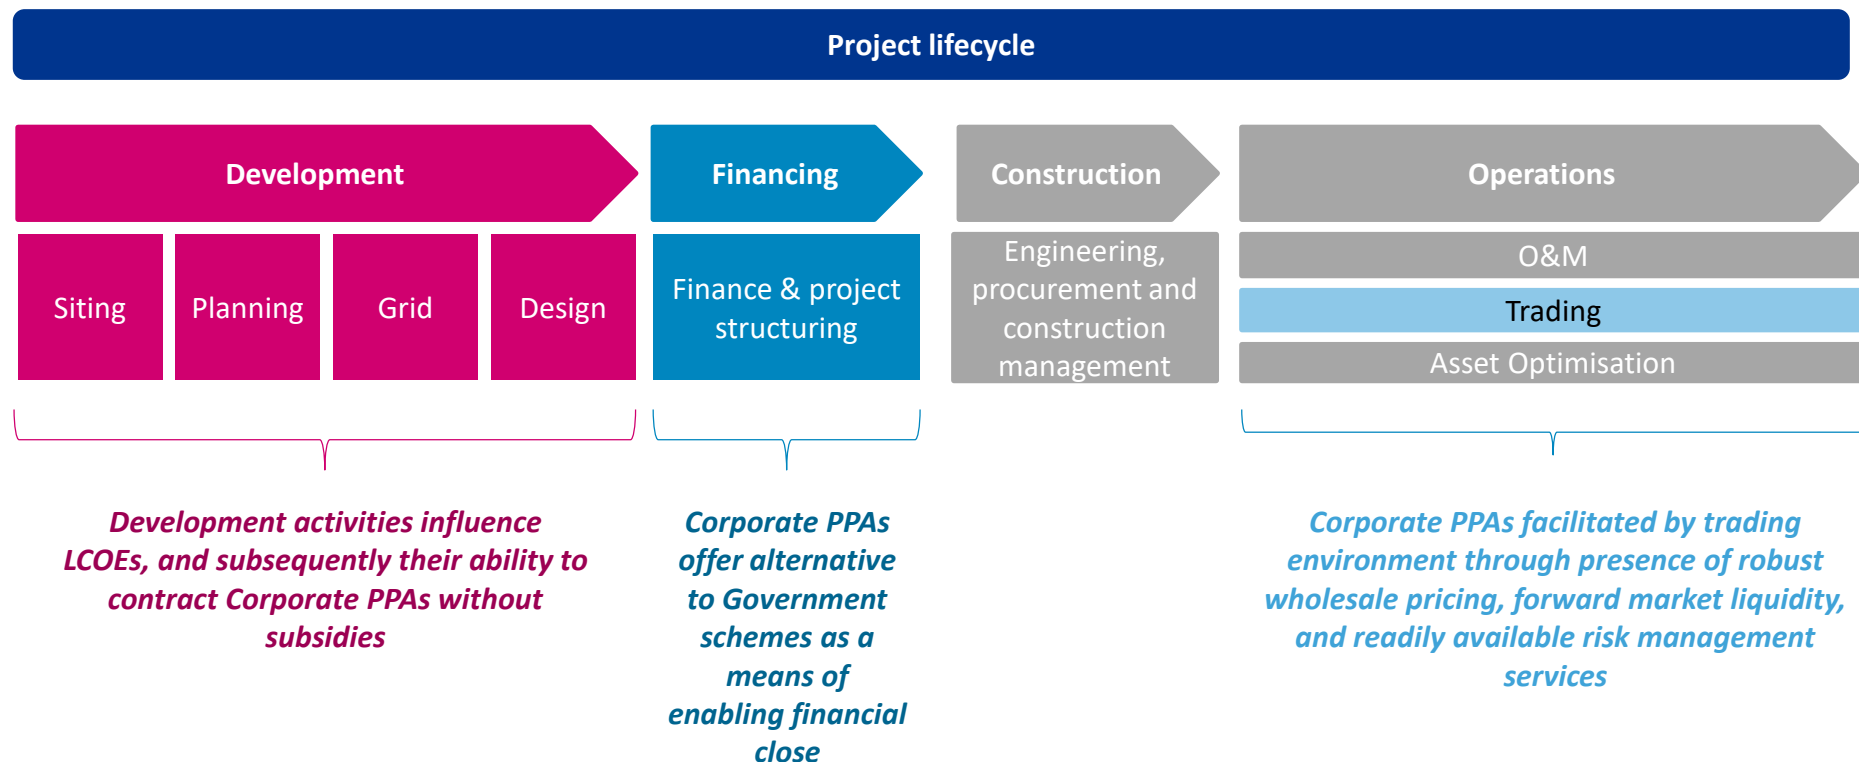 Project lifecycle
Development
Financing
Construction
Operations
Siting
Planning
Grid
Design
Finance & project
structuring
Engineering,
procurement and
construction
management
O&M
Trading
Asset Optimisation
Development activities influence
LCOEs, and subsequently their ability to
contract Corporate PPAs without
subsidies
Corporate PPAs
offer alternative
to Government
schemes as a
means of
enabling financial
close
Corporate PPAs facilitated by trading
environment through presence of robust
wholesale pricing, forward market liquidity,
and readily available risk management
services